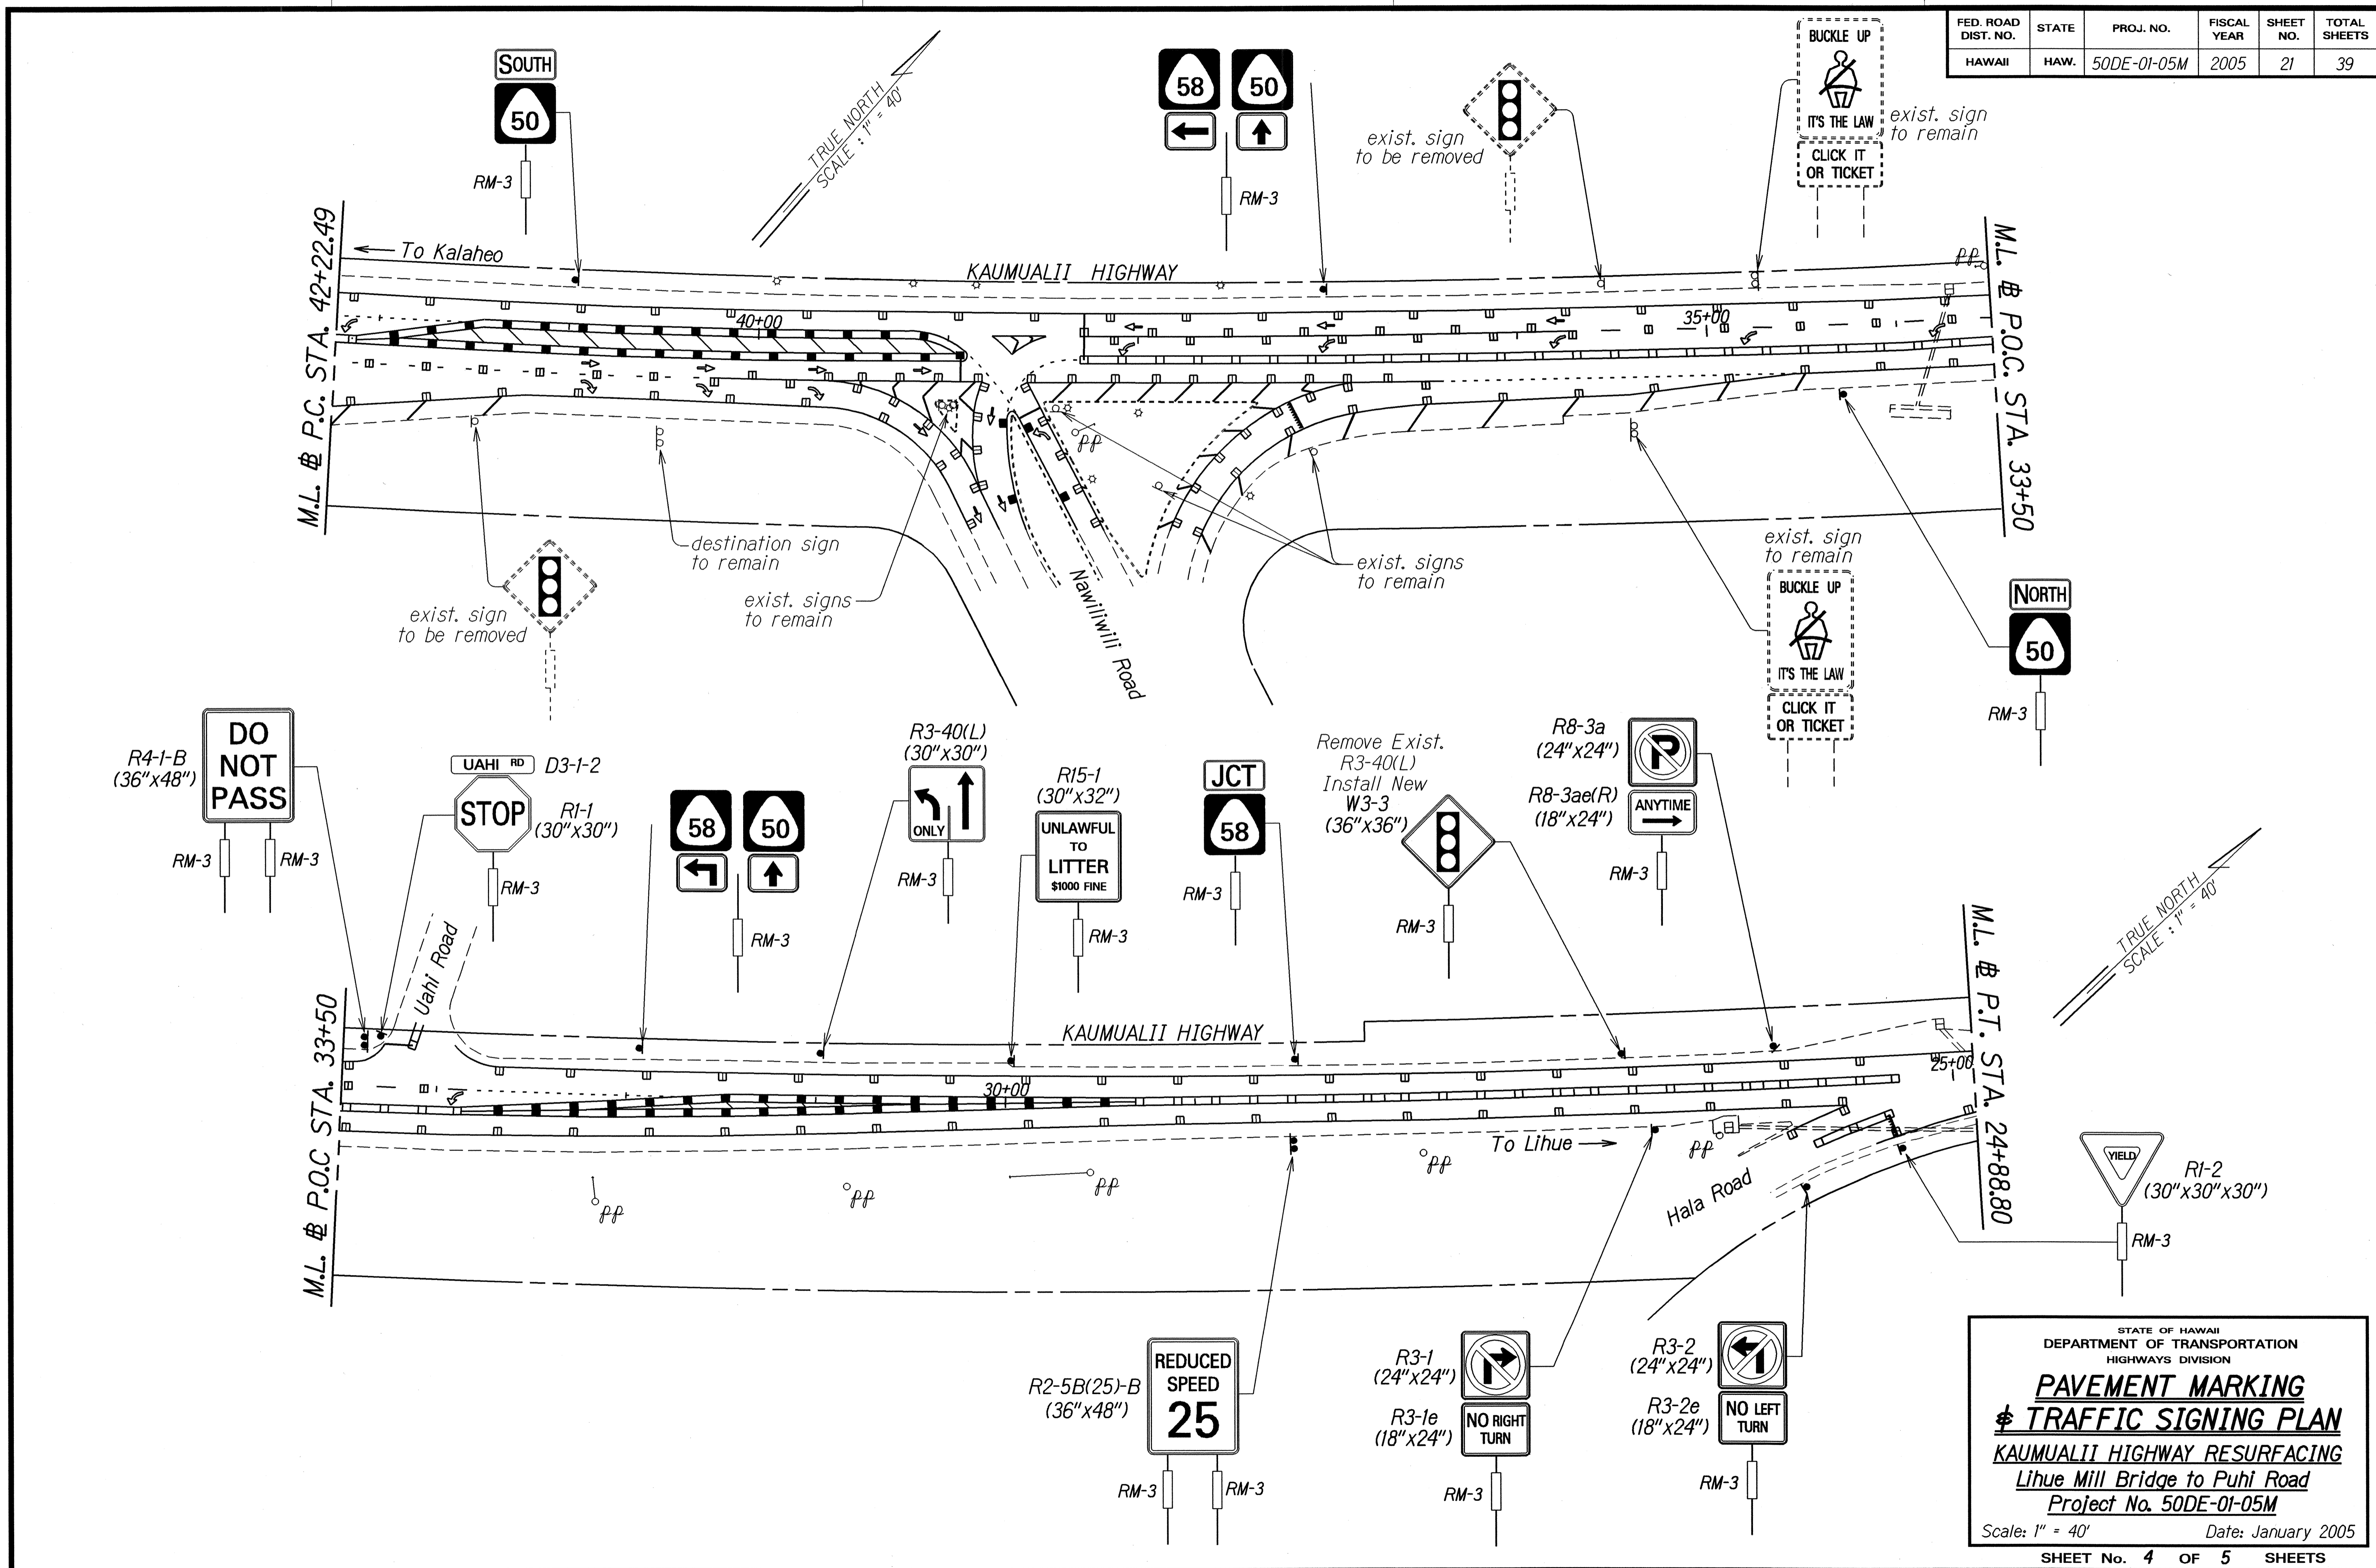 FED. ROAD DIST. NO. STATE PROJ. NO. FISCAL YEAR SHEET NO. TOTAL SHEETS
HAWAII HAW. 50DE-01-05M 2005 21 39
SOUTH
50
RM-3
TRUE NORTH
SCALE : 1" = 40'
58 50
RM-3
exist. sign
to be removed
BUCKLE UP
IT'S THE LAW
CLICK IT
OR TICKET
exist. sign
to remain
M.L. B P.C. STA. 42+22.49
To Kalaheo
KAUMUALII HIGHWAY
40+00
35+00
PP
M.L. B P.O.C. STA. 33+50
PP
exist. sign
to be removed
destination sign
to remain
exist. signs
to remain
Nawiliwili Road
exist. signs
to remain
exist. sign
to remain
BUCKLE UP
IT'S THE LAW
CLICK IT
OR TICKET
NORTH
50
RM-3
R4-1-B
(36"x48")
DO
NOT
PASS
RM-3 RM-3
UAHI RD D3-1-2
STOP
R1-1
(30"x30")
RM-3
58 50
RM-3
R3-40(L)
(30"x30")
ONLY
RM-3
R15-1
(30"x32")
UNLAWFUL
TO
LITTER
$1000 FINE
RM-3
JCT
58
RM-3
Remove Exist.
R3-40(L)
Install New
W3-3
(36"x36")
RM-3
R8-3a
(24"x24")
P
R8-3ae(R)
(18"x24")
ANYTIME
RM-3
TRUE NORTH
SCALE : 1" = 40'
M.L. B P.O.C STA. 33+50
Uahi Road
KAUMUALII HIGHWAY
30+00
25+00
M.L. B P.T. STA. 24+88.80
To Lihue
PP
PP
PP
PP
PP
Hala Road
YIELD
R1-2
(30"x30"x30")
RM-3
R2-5B(25)-B
(36"x48")
REDUCED
SPEED
25
RM-3 RM-3
R3-1
(24"x24")
R3-1e
(18"x24")
NO RIGHT
TURN
RM-3
R3-2
(24"x24")
R3-2e
(18"x24")
NO LEFT
TURN
RM-3
STATE OF HAWAII
DEPARTMENT OF TRANSPORTATION
HIGHWAYS DIVISION
PAVEMENT MARKING
& TRAFFIC SIGNING PLAN
KAUMUALII HIGHWAY RESURFACING
Lihue Mill Bridge to Puhi Road
Project No. 50DE-01-05M
Scale: 1" = 40' Date: January 2005
SHEET No. 4 OF 5 SHEETS